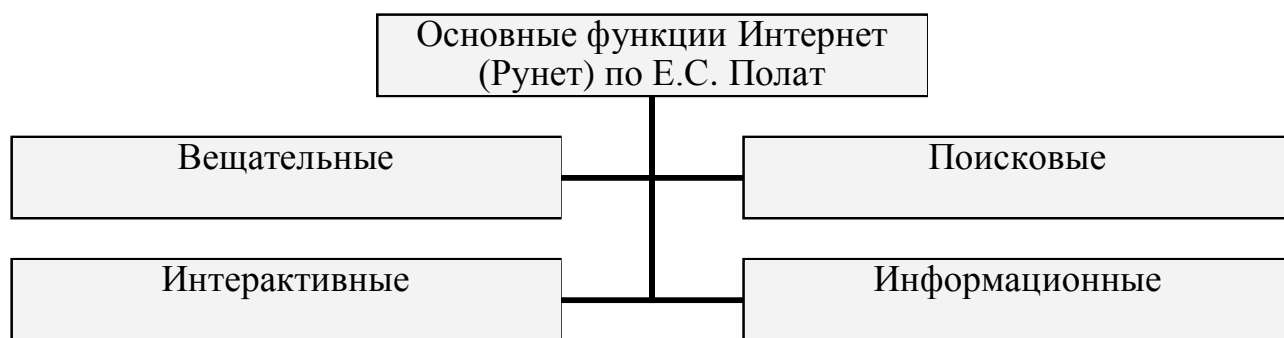 Основные функции Интернет
(Рунет) по Е.С. Полат
Вещательные
Поисковые
Интерактивные
Информационные